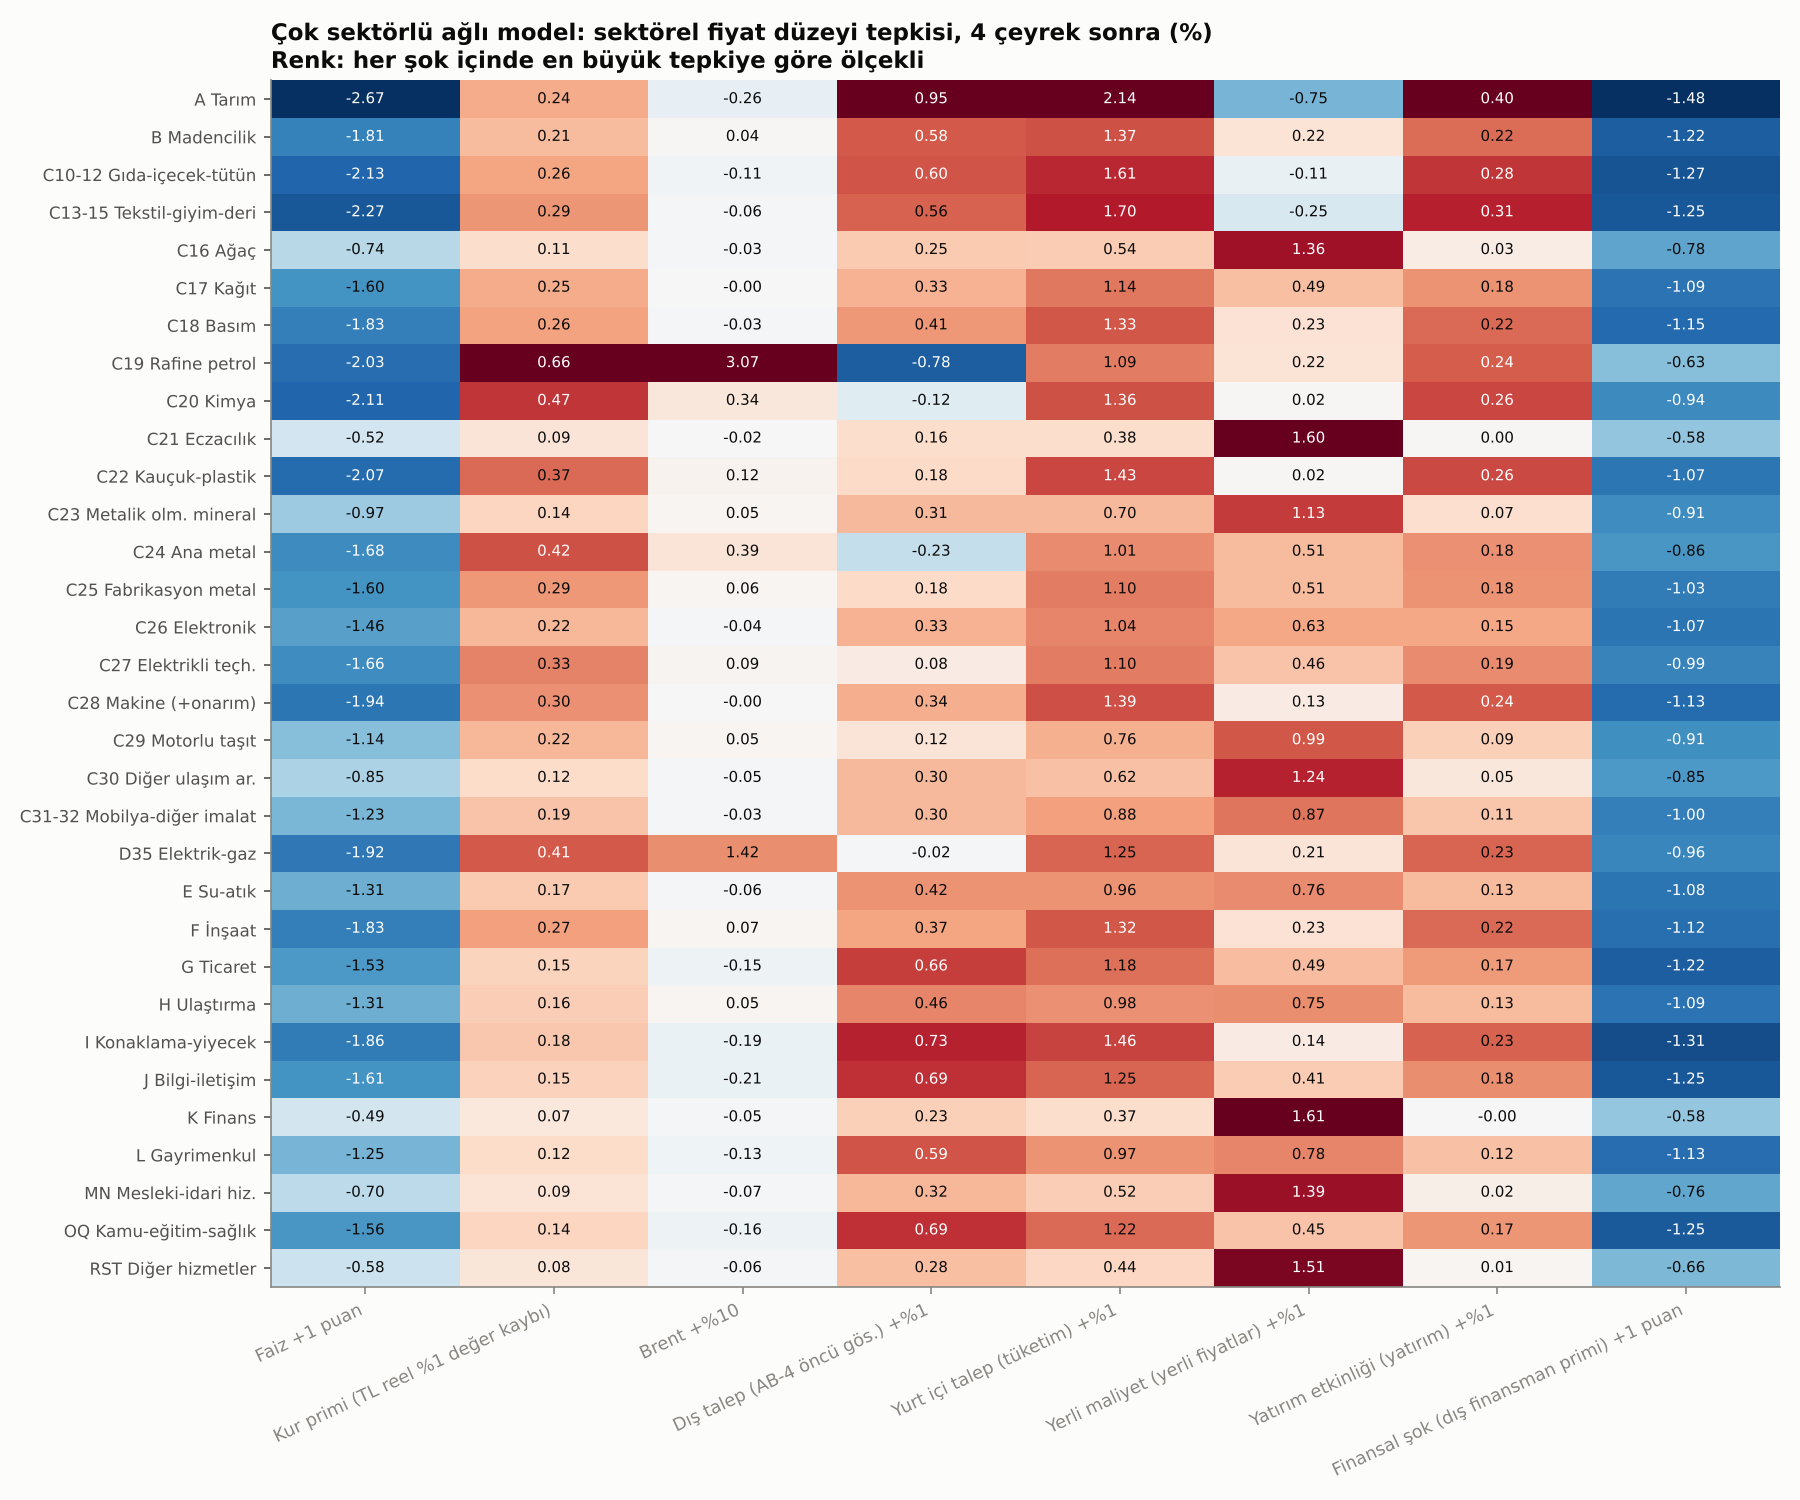 Çok sektörlü ağlı model: sektörel fiyat düzeyi tepkisi, 4 çeyrek sonra (%)
Renk: her şok içinde en büyük tepkiye göre ölçekli
A Tarım -2.67 0.24 -0.26 0.95 2.14 -0.75 0.40 -1.48
B Madencilik -1.81 0.21 0.04 0.58 1.37 0.22 0.22 -1.22
C10-12 Gıda-içecek-tütün -2.13 0.26 -0.11 0.60 1.61 -0.11 0.28 -1.27
C13-15 Tekstil-giyim-deri -2.27 0.29 -0.06 0.56 1.70 -0.25 0.31 -1.25
C16 Ağaç -0.74 0.11 -0.03 0.25 0.54 1.36 0.03 -0.78
C17 Kağıt -1.60 0.25 -0.00 0.33 1.14 0.49 0.18 -1.09
C18 Basım -1.83 0.26 -0.03 0.41 1.33 0.23 0.22 -1.15
C19 Rafine petrol -2.03 0.66 3.07 -0.78 1.09 0.22 0.24 -0.63
C20 Kimya -2.11 0.47 0.34 -0.12 1.36 0.02 0.26 -0.94
C21 Eczacılık -0.52 0.09 -0.02 0.16 0.38 1.60 0.00 -0.58
C22 Kauçuk-plastik -2.07 0.37 0.12 0.18 1.43 0.02 0.26 -1.07
C23 Metalik olm. mineral -0.97 0.14 0.05 0.31 0.70 1.13 0.07 -0.91
C24 Ana metal -1.68 0.42 0.39 -0.23 1.01 0.51 0.18 -0.86
C25 Fabrikasyon metal -1.60 0.29 0.06 0.18 1.10 0.51 0.18 -1.03
C26 Elektronik -1.46 0.22 -0.04 0.33 1.04 0.63 0.15 -1.07
C27 Elektrikli teçh. -1.66 0.33 0.09 0.08 1.10 0.46 0.19 -0.99
C28 Makine (+onarım) -1.94 0.30 -0.00 0.34 1.39 0.13 0.24 -1.13
C29 Motorlu taşıt -1.14 0.22 0.05 0.12 0.76 0.99 0.09 -0.91
C30 Diğer ulaşım ar. -0.85 0.12 -0.05 0.30 0.62 1.24 0.05 -0.85
C31-32 Mobilya-diğer imalat -1.23 0.19 -0.03 0.30 0.88 0.87 0.11 -1.00
D35 Elektrik-gaz -1.92 0.41 1.42 -0.02 1.25 0.21 0.23 -0.96
E Su-atık -1.31 0.17 -0.06 0.42 0.96 0.76 0.13 -1.08
F İnşaat -1.83 0.27 0.07 0.37 1.32 0.23 0.22 -1.12
G Ticaret -1.53 0.15 -0.15 0.66 1.18 0.49 0.17 -1.22
H Ulaştırma -1.31 0.16 0.05 0.46 0.98 0.75 0.13 -1.09
I Konaklama-yiyecek -1.86 0.18 -0.19 0.73 1.46 0.14 0.23 -1.31
J Bilgi-iletişim -1.61 0.15 -0.21 0.69 1.25 0.41 0.18 -1.25
K Finans -0.49 0.07 -0.05 0.23 0.37 1.61 -0.00 -0.58
L Gayrimenkul -1.25 0.12 -0.13 0.59 0.97 0.78 0.12 -1.13
MN Mesleki-idari hiz. -0.70 0.09 -0.07 0.32 0.52 1.39 0.02 -0.76
OQ Kamu-eğitim-sağlık -1.56 0.14 -0.16 0.69 1.22 0.45 0.17 -1.25
RST Diğer hizmetler -0.58 0.08 -0.06 0.28 0.44 1.51 0.01 -0.66
Faiz +1 puan
Kur primi (TL reel %1 değer kaybı)
Brent +%10
Dış talep (AB-4 öncü gös.) +%1
Yurt içi talep (tüketim) +%1
Yerli maliyet (yerli fiyatlar) +%1
Yatırım etkinliği (yatırım) +%1
Finansal şok (dış finansman primi) +1 puan